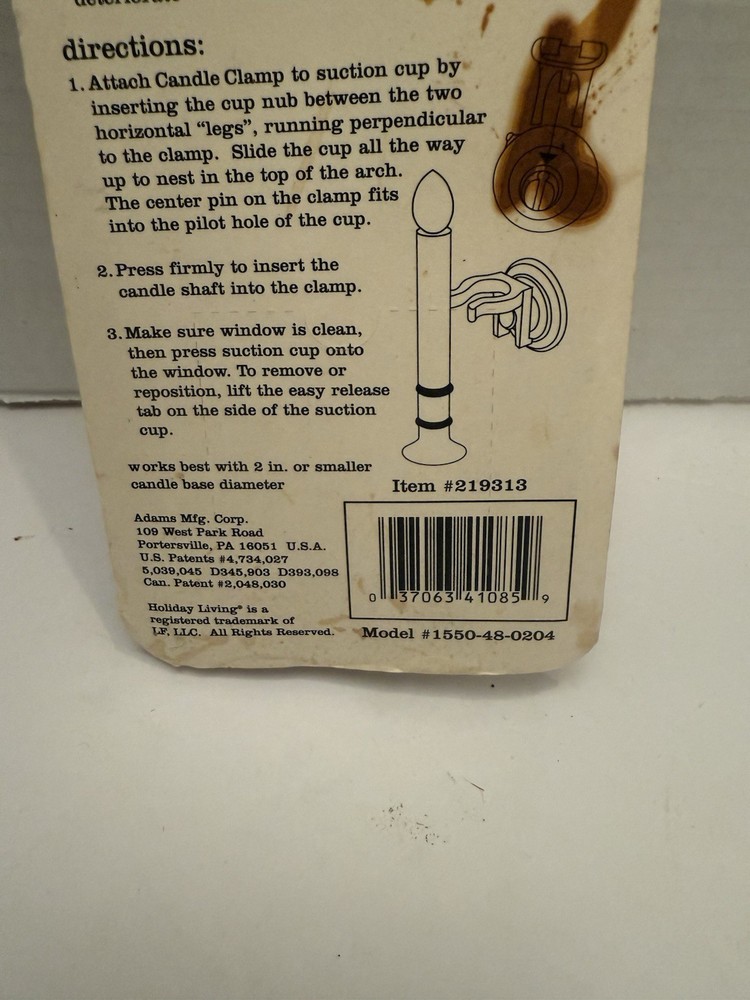 deteriorate
directions:
1. Attach Candle Clamp to suction cup by
inserting the cup nub between the two
horizontal “legs”, running perpendicular
to the clamp. Slide the cup all the way
up to nest in the top of the arch.
The center pin on the clamp fits
into the pilot hole of the cup.
2. Press firmly to insert the
candle shaft into the clamp.
3. Make sure window is clean,
then press suction cup onto
the window. To remove or
reposition, lift the easy release
tab on the side of the suction
cup.
works best with 2 in. or smaller
candle base diameter
Item #219313
Adams Mfg. Corp.
109 West Park Road
Portersville, PA 16051 U.S.A.
U.S. Patents #4,734,027
5,039,045 D345,903 D393,098
Can. Patent #2,048,030
Holiday Living® is a
registered trademark of
LF, LLC. All Rights Reserved.
0 37063 41085 9
Model #1550-48-0204